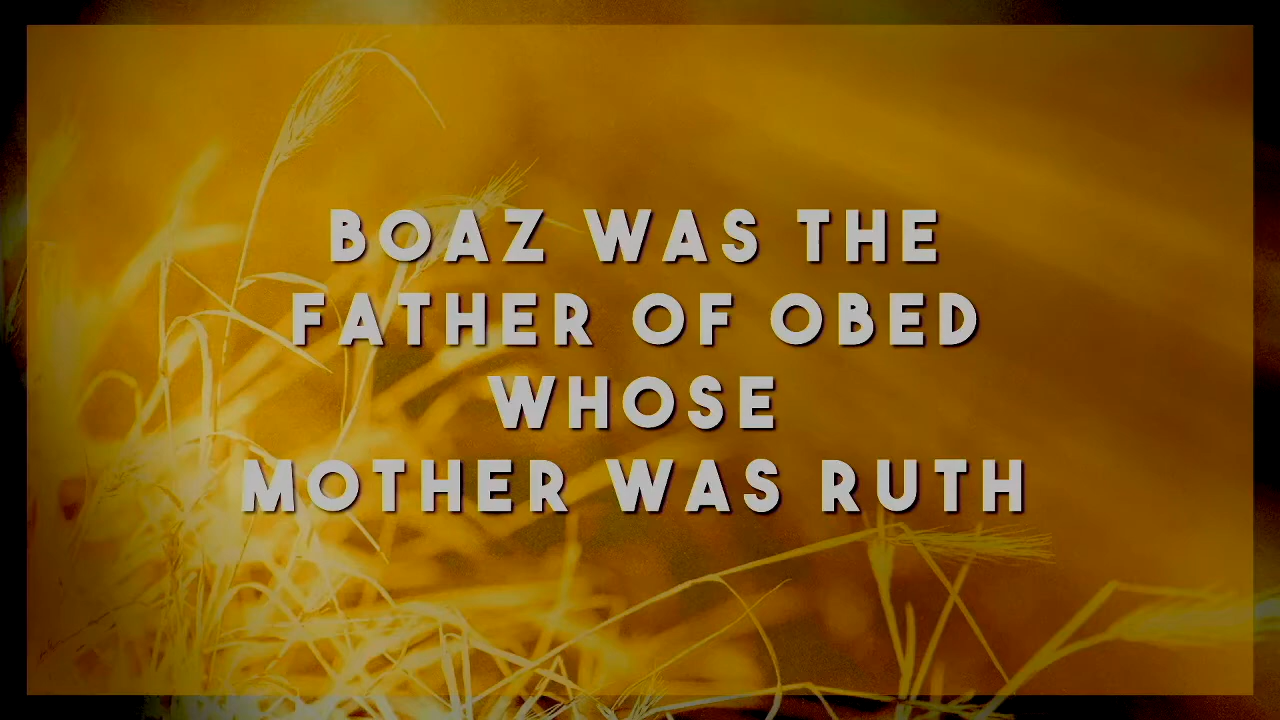 BOAZ WAS THE
FATHER OF OBED
WHOSE
MOTHER WAS RUTH